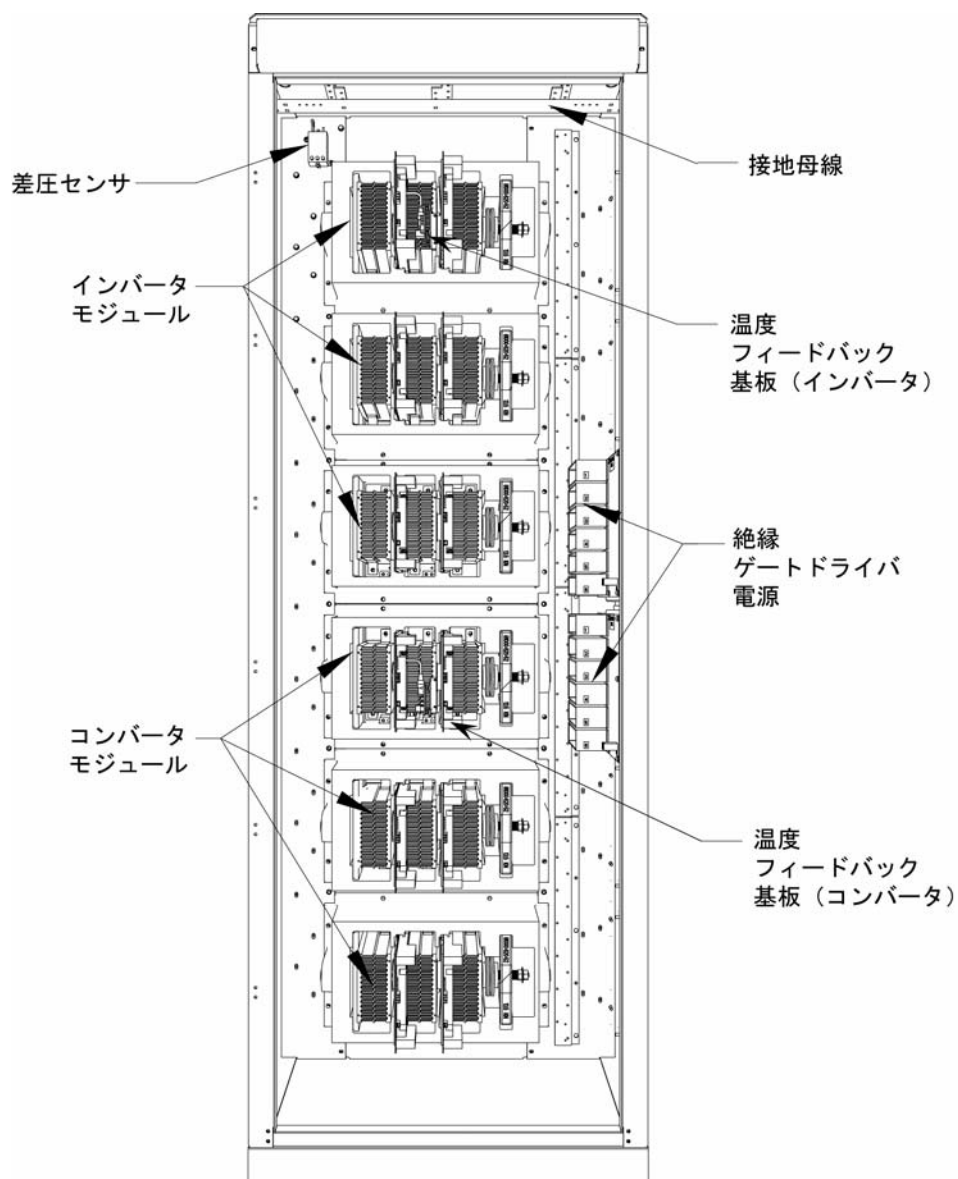 接地母線
差圧センサ
インバータ
モジュール
温度
フィードバック
基板（インバータ）
絶縁
ゲートドライバ
電源
コンバータ
モジュール
温度
フィードバック
基板（コンバータ）